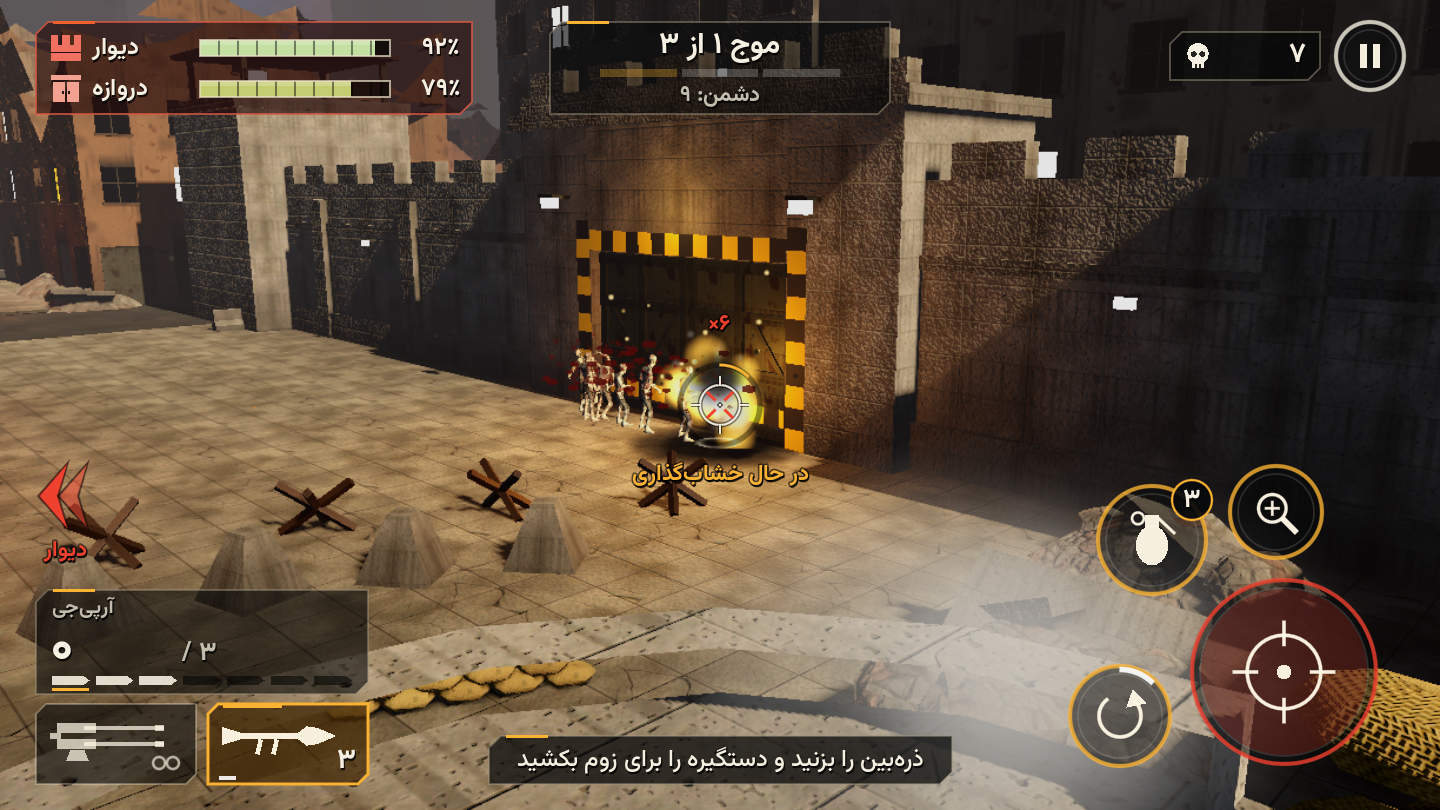 دیوار ۹۲٪
دروازه ۷۹٪
موج ۱ از ۳
دشمن: ۹
۷
×۶
در حال خشاب‌گذاری
دیوار
۳
آرپی‌جی
۰ / ۳
∞
۳
ذره‌بین را بزنید و دستگیره را برای زوم بکشید